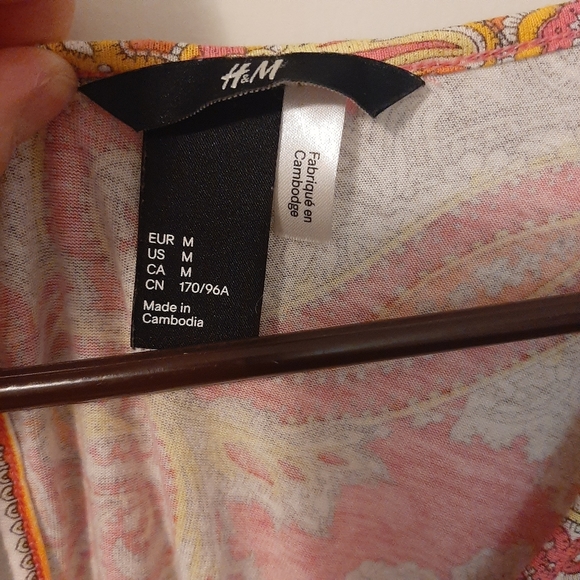 H&M
Fabriqué en
Cambodge
EUR M
US M
CA M
CN 170/96A
Made in
Cambodia